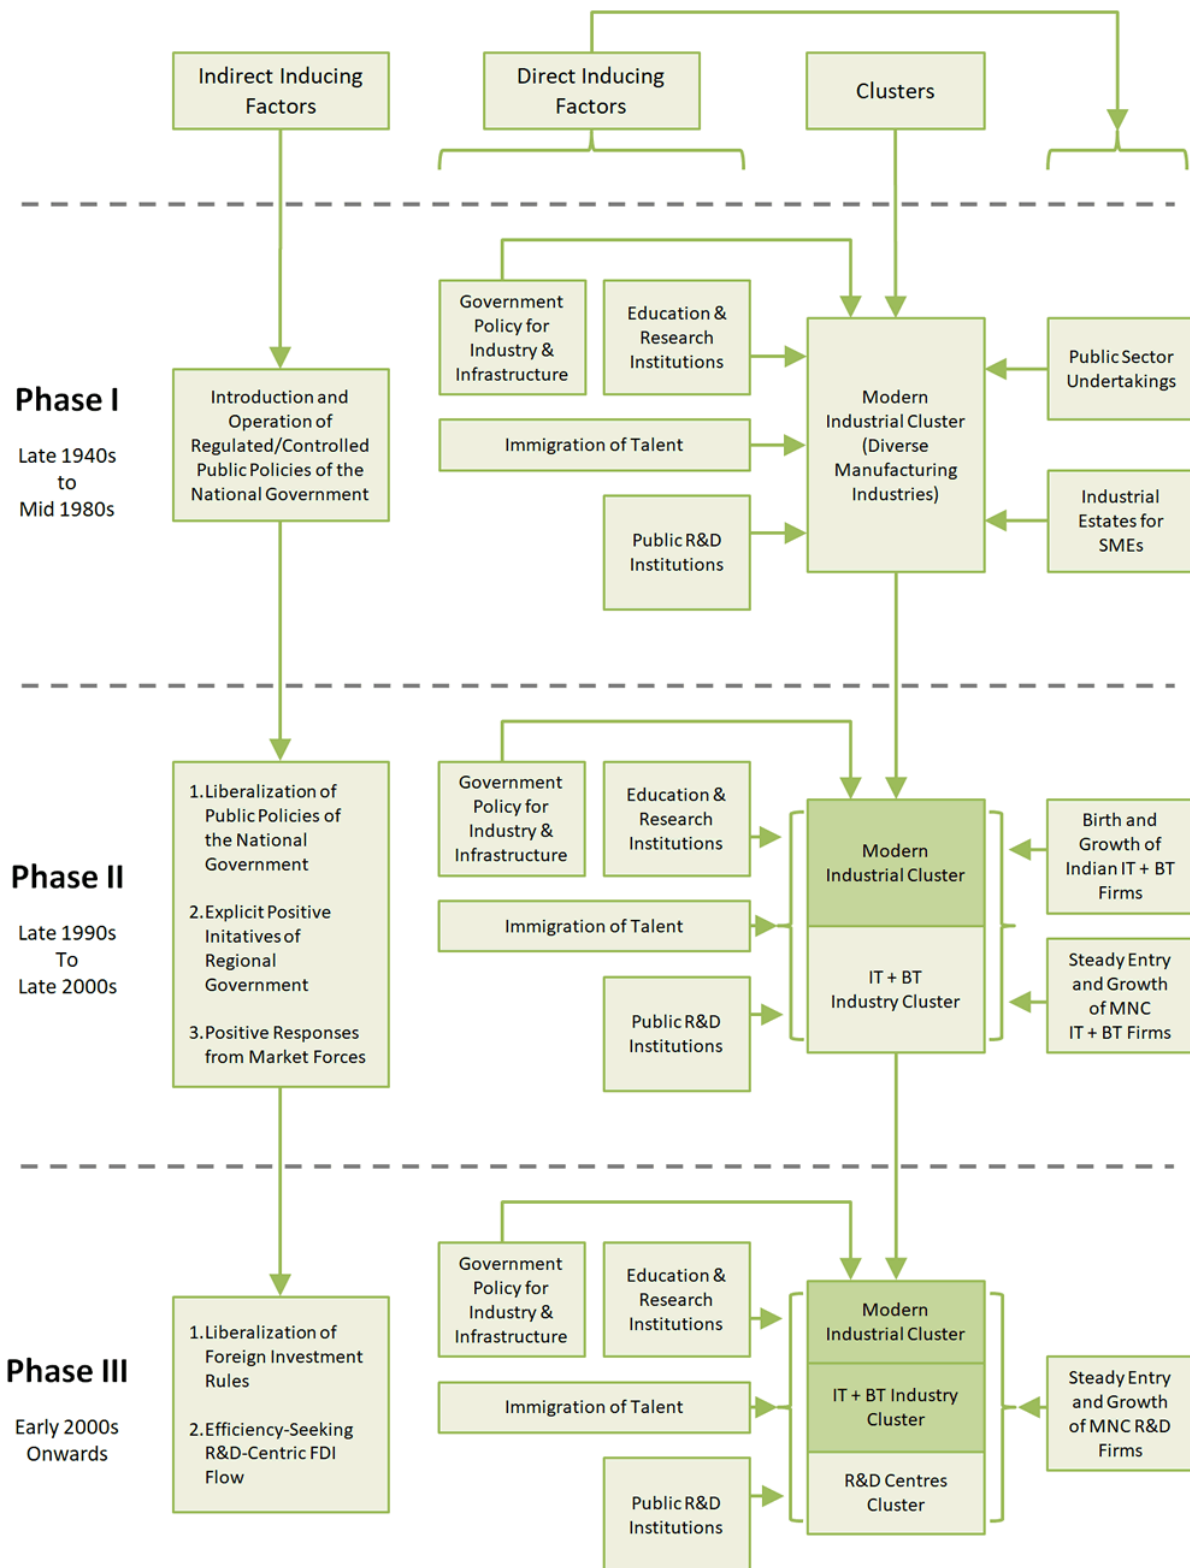 Indirect Inducing
Factors
Direct Inducing
Factors
Clusters
Phase I
Late 1940s
to
Mid 1980s
Introduction and
Operation of
Regulated/Controlled
Public Policies of the
National Government
Government
Policy for
Industry &
Infrastructure
Education &
Research
Institutions
Immigration of Talent
Public R&D
Institutions
Modern
Industrial Cluster
(Diverse
Manufacturing
Industries)
Public Sector
Undertakings
Industrial
Estates for
SMEs
Phase II
Late 1990s
To
Late 2000s
1.Liberalization of
Public Policies of
the National
Government
2.Explicit Positive
Initatives of
Regional
Government
3.Positive Responses
from Market Forces
Government
Policy for
Industry &
Infrastructure
Education &
Research
Institutions
Immigration of Talent
Public R&D
Institutions
Modern
Industrial Cluster
IT + BT
Industry Cluster
Birth and
Growth of
Indian IT + BT
Firms
Steady Entry
and Growth
of MNC
IT + BT Firms
Phase III
Early 2000s
Onwards
1.Liberalization of
Foreign Investment
Rules
2.Efficiency-Seeking
R&D-Centric FDI
Flow
Government
Policy for
Industry &
Infrastructure
Education &
Research
Institutions
Immigration of Talent
Public R&D
Institutions
Modern
Industrial Cluster
IT + BT Industry
Cluster
R&D Centres
Cluster
Steady Entry
and Growth
of MNC R&D
Firms